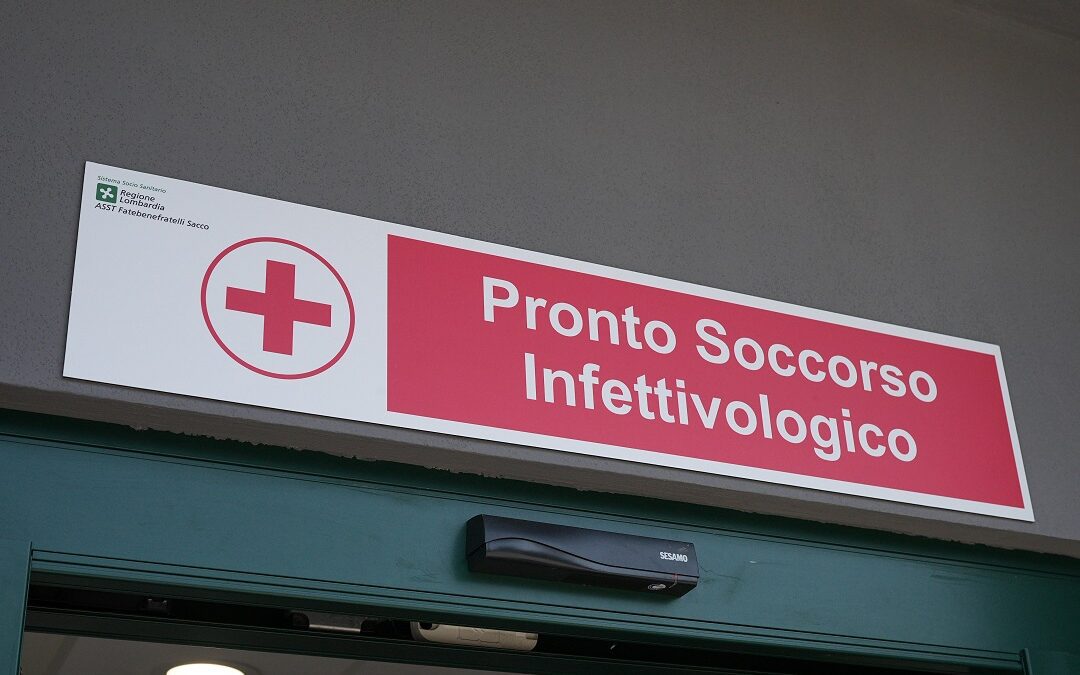 Sistema Socio Sanitario
Regione
Lombardia
ASST Fatebenefratelli Sacco
Pronto Soccorso
Infettivologico
SESAMO